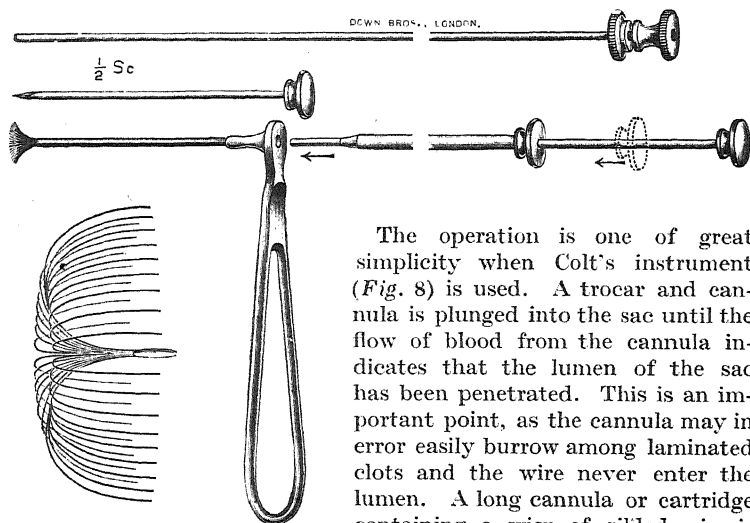 DOWN BROS., LONDON.
½ Sc
The operation is one of great
simplicity when Colt's instrument
(Fig. 8) is used. A trocar and can-
nula is plunged into the sac until the
flow of blood from the cannula in-
dicates that the lumen of the sac
has been penetrated. This is an im-
portant point, as the cannula may in
error easily burrow among laminated
clots and the wire never enter the
lumen. A long cannula or cartridge
containing a